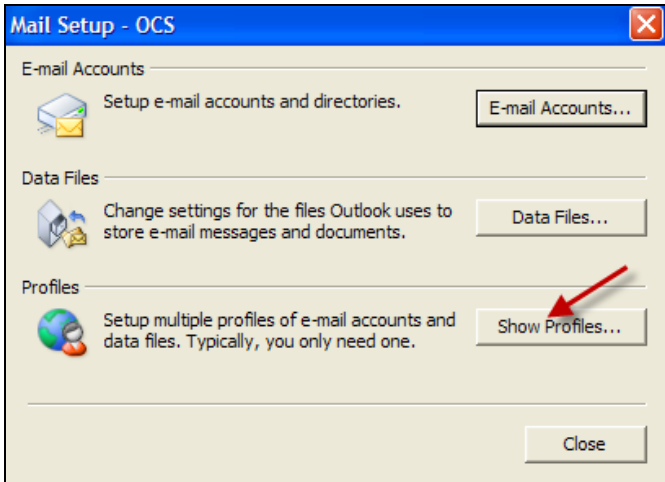 Mail Setup - OCS
E-mail Accounts
Setup e-mail accounts and directories.
E-mail Accounts...
Data Files
Change settings for the files Outlook uses to
store e-mail messages and documents.
Data Files...
Profiles
Setup multiple profiles of e-mail accounts and
data files. Typically, you only need one.
Show Profiles...
Close